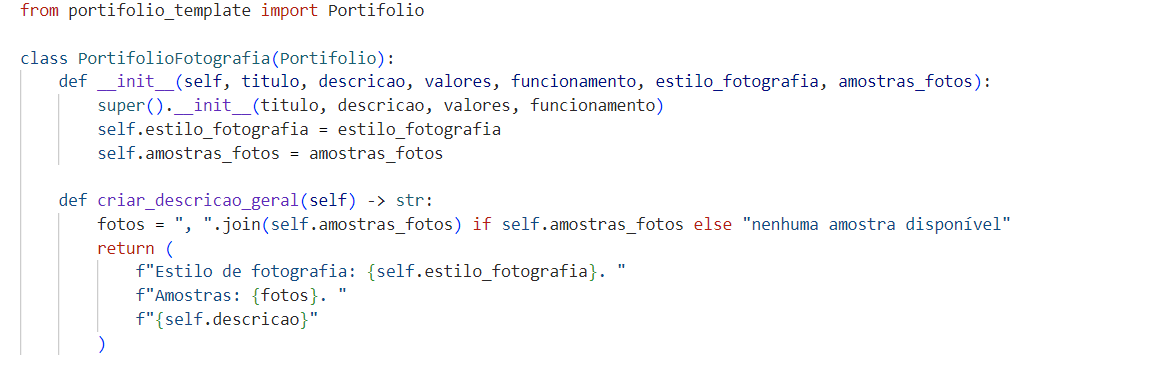 from portifolio_template import Portifolio
class PortifolioFotografia(Portifolio):
def __init__(self, titulo, descricao, valores, funcionamento, estilo_fotografia, amostras_fotos):
super().__init__(titulo, descricao, valores, funcionamento)
self.estilo_fotografia = estilo_fotografia
self.amostras_fotos = amostras_fotos
def criar_descricao_geral(self) -> str:
fotos = ", ".join(self.amostras_fotos) if self.amostras_fotos else "nenhuma amostra disponível"
return (
f"Estilo de fotografia: {self.estilo_fotografia}. "
f"Amostras: {fotos}. "
f"{self.descricao}"
)